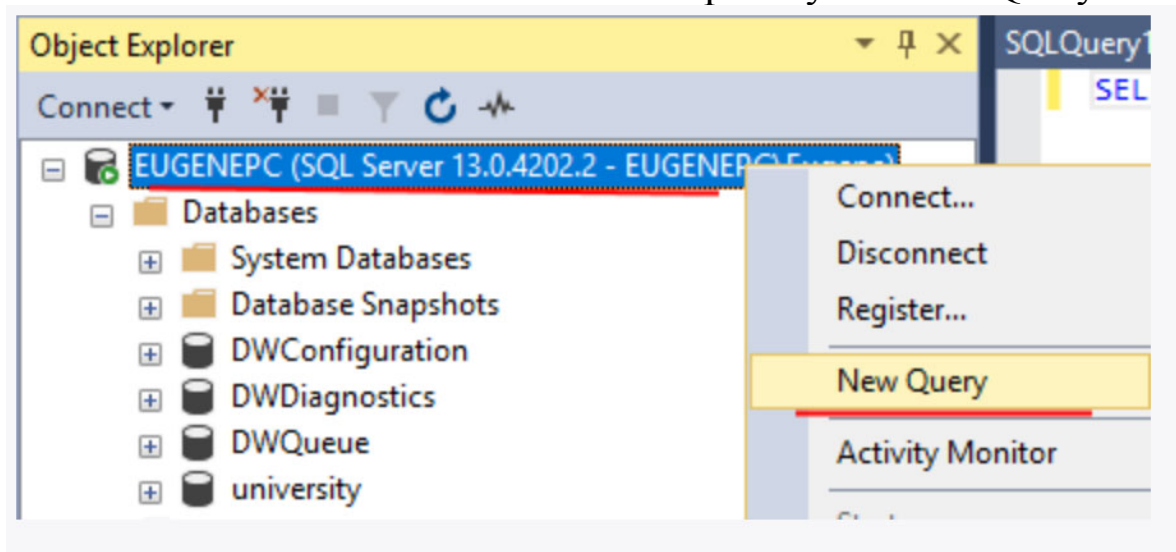 Object Explorer
SQLQuery1
Connect
SEL
EUGENEPC (SQL Server 13.0.4202.2 - EUGENEPC\Eugene)
Databases
System Databases
Database Snapshots
DWConfiguration
DWDiagnostics
DWQueue
university
Connect...
Disconnect
Register...
New Query
Activity Monitor